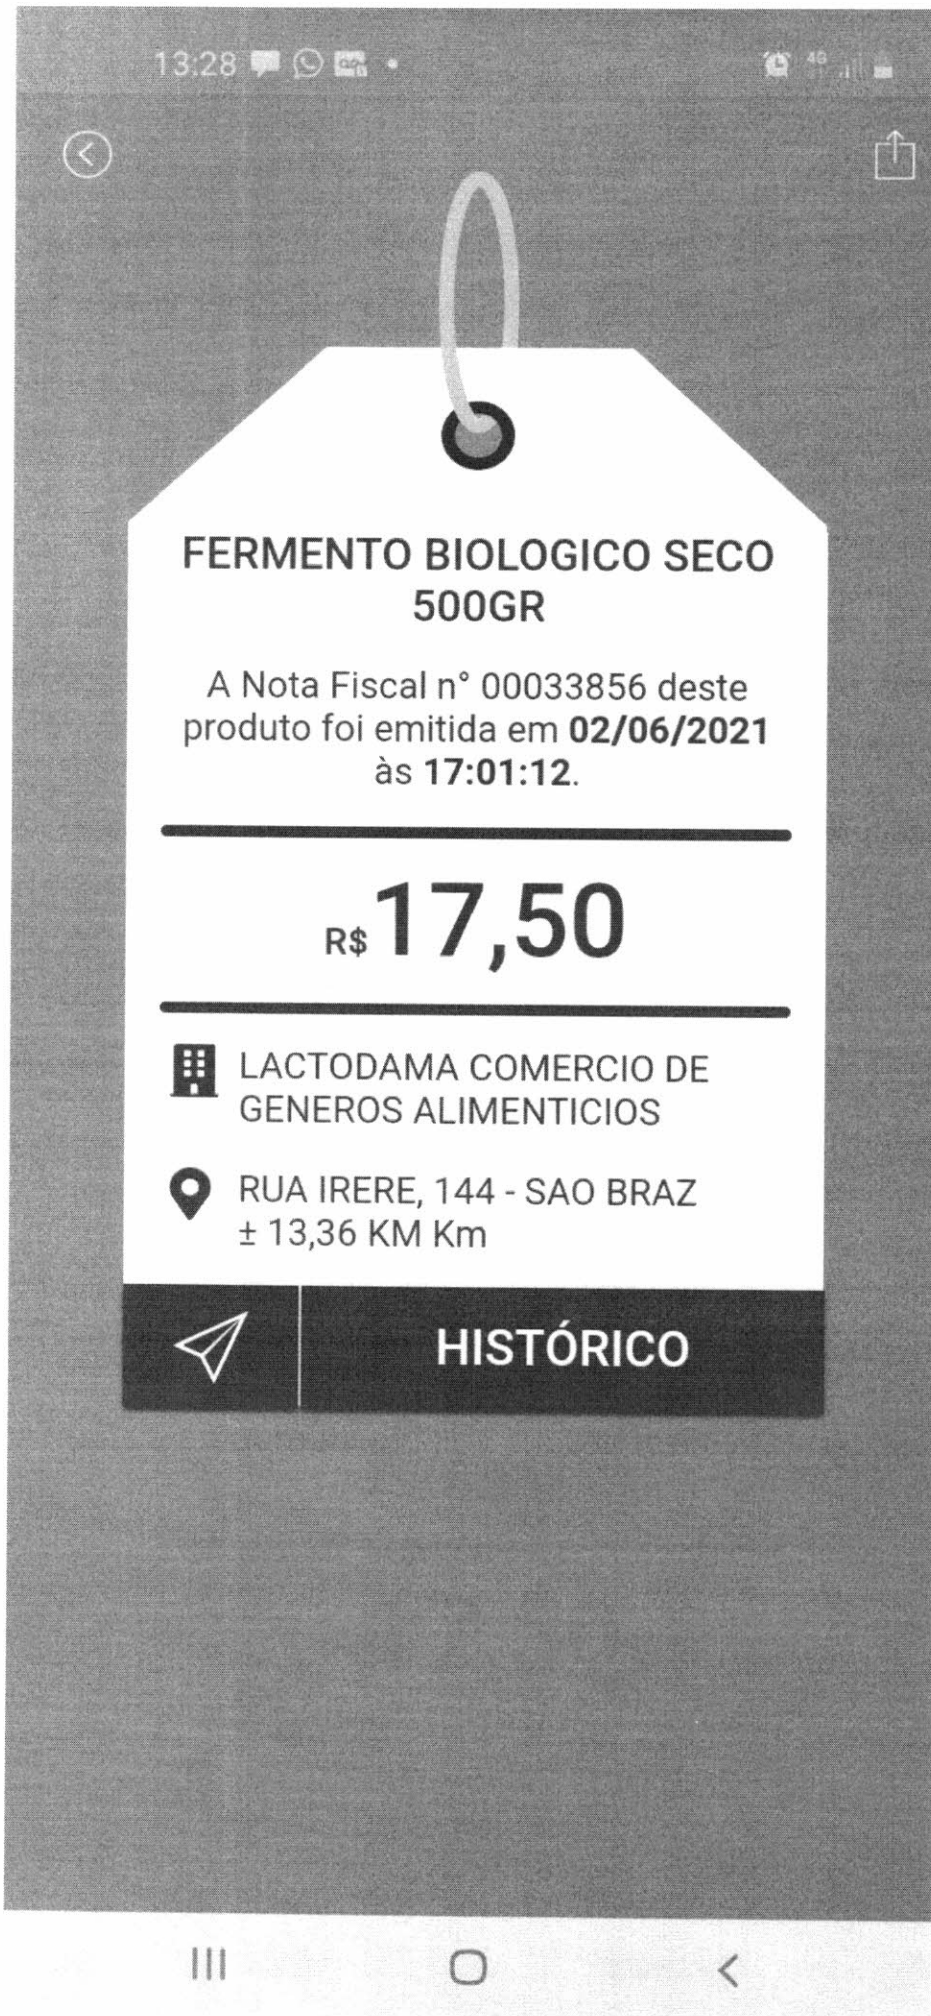 13:28
4G
FERMENTO BIOLOGICO SECO
500GR
A Nota Fiscal n° 00033856 deste
produto foi emitida em 02/06/2021
às 17:01:12.
R$17,50
LACTODAMA COMERCIO DE
GENEROS ALIMENTICIOS
RUA IRERE, 144 - SAO BRAZ
± 13,36 KM Km
HISTÓRICO